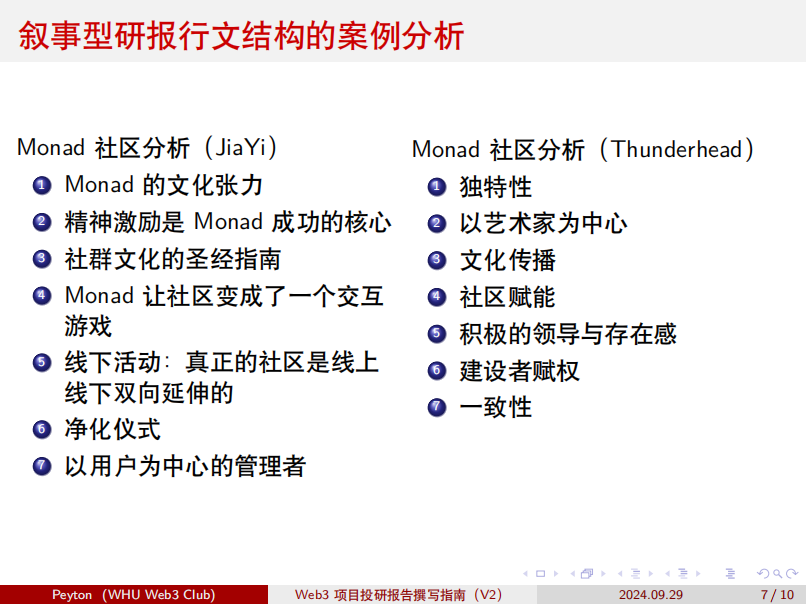 叙事型研报行文结构的案例分析
Monad 社区分析（JiaYi）
1 Monad 的文化张力
2 精神激励是 Monad 成功的核心
3 社群文化的圣经指南
4 Monad 让社区变成了一个交互
游戏
5 线下活动：真正的社区是线上
线下双向延伸的
6 净化仪式
7 以用户为中心的管理者
Monad 社区分析（Thunderhead）
1 独特性
2 以艺术家为中心
3 文化传播
4 社区赋能
5 积极的领导与存在感
6 建设者赋权
7 一致性
Peyton （WHU Web3 Club）
Web3 项目投研报告撰写指南（V2）
2024.09.29
7 / 10